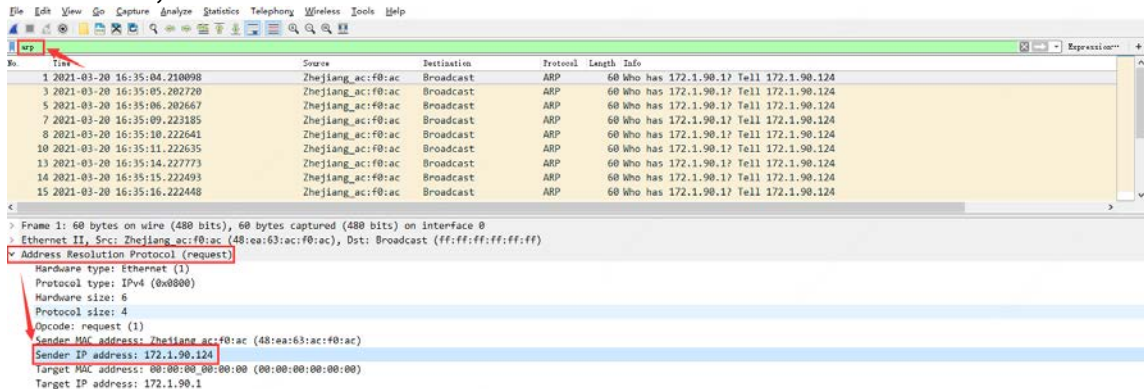 File Edit View Go Capture Analyze Statistics Telephony Wireless Tools Help
arp
Expression…
+
No. Time Source Destination Protocol Length Info
1 2021-03-20 16:35:04.210098 Zhejiang_ac:f0:ac Broadcast ARP 60 Who has 172.1.90.1? Tell 172.1.90.124
3 2021-03-20 16:35:05.202720 Zhejiang_ac:f0:ac Broadcast ARP 60 Who has 172.1.90.1? Tell 172.1.90.124
5 2021-03-20 16:35:06.202667 Zhejiang_ac:f0:ac Broadcast ARP 60 Who has 172.1.90.1? Tell 172.1.90.124
7 2021-03-20 16:35:09.223185 Zhejiang_ac:f0:ac Broadcast ARP 60 Who has 172.1.90.1? Tell 172.1.90.124
8 2021-03-20 16:35:10.222641 Zhejiang_ac:f0:ac Broadcast ARP 60 Who has 172.1.90.1? Tell 172.1.90.124
10 2021-03-20 16:35:11.222635 Zhejiang_ac:f0:ac Broadcast ARP 60 Who has 172.1.90.1? Tell 172.1.90.124
13 2021-03-20 16:35:14.227773 Zhejiang_ac:f0:ac Broadcast ARP 60 Who has 172.1.90.1? Tell 172.1.90.124
14 2021-03-20 16:35:15.222493 Zhejiang_ac:f0:ac Broadcast ARP 60 Who has 172.1.90.1? Tell 172.1.90.124
15 2021-03-20 16:35:16.222448 Zhejiang_ac:f0:ac Broadcast ARP 60 Who has 172.1.90.1? Tell 172.1.90.124
Frame 1: 60 bytes on wire (480 bits), 60 bytes captured (480 bits) on interface 0
Ethernet II, Src: Zhejiang_ac:f0:ac (48:ea:63:ac:f0:ac), Dst: Broadcast (ff:ff:ff:ff:ff:ff)
Address Resolution Protocol (request)
Hardware type: Ethernet (1)
Protocol type: IPv4 (0x0800)
Hardware size: 6
Protocol size: 4
Opcode: request (1)
Sender MAC address: Zhejiang_ac:f0:ac (48:ea:63:ac:f0:ac)
Sender IP address: 172.1.90.124
Target MAC address: 00:00:00_00:00:00 (00:00:00:00:00:00)
Target IP address: 172.1.90.1